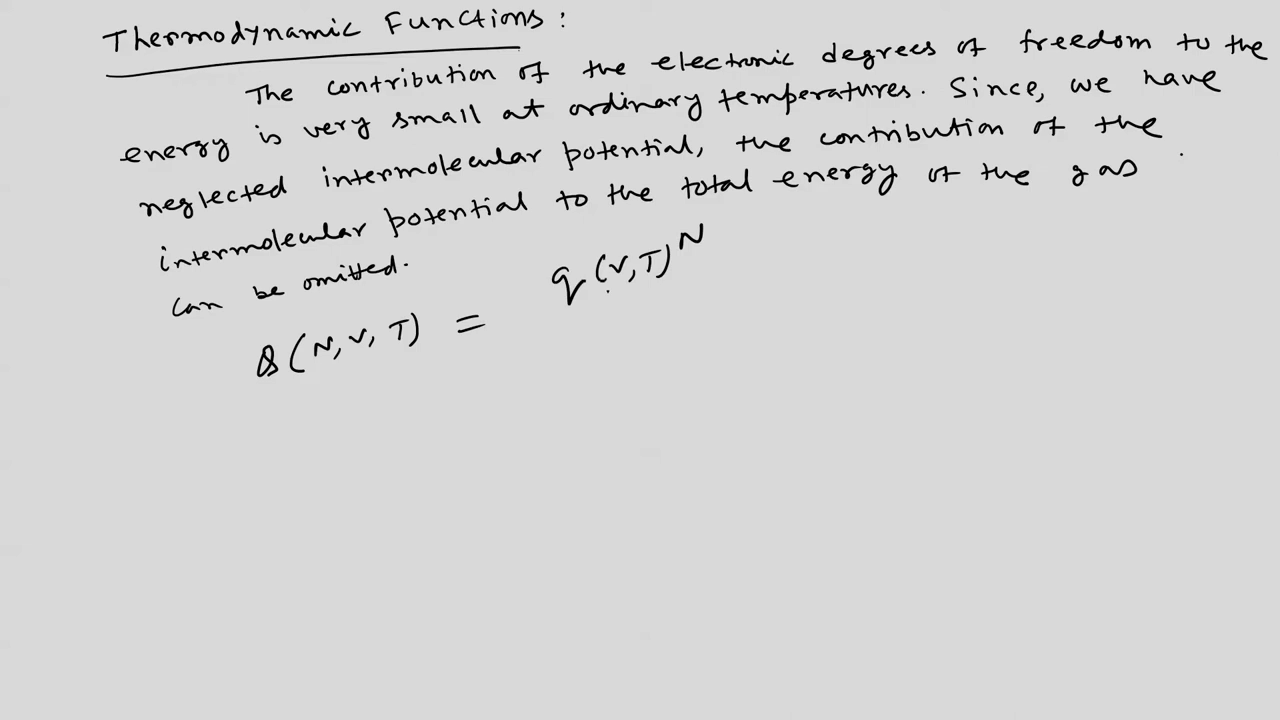 Thermodynamic Functions:
The contribution of the electronic degrees of freedom to the
energy is very small at ordinary temperatures. Since, we have
neglected intermolecular potential, the contribution of the
intermolecular potential to the total energy of the gas
can be omitted.
Q(N,V,T) = q(V,T)^N